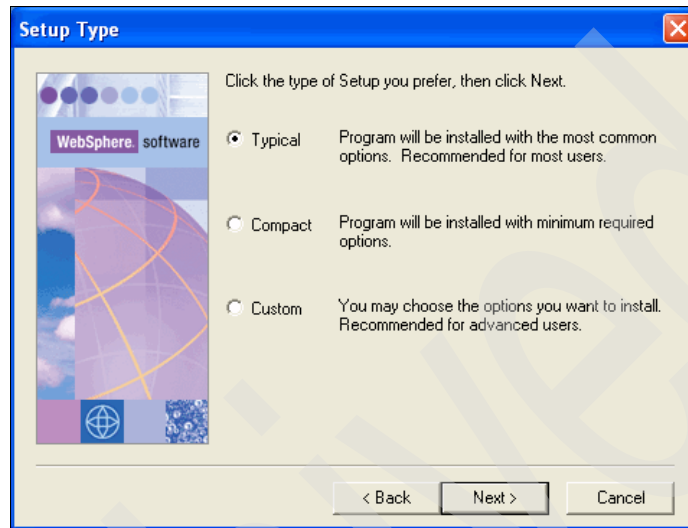 Setup Type
Click the type of Setup you prefer, then click Next.
WebSphere. software
Typical
Program will be installed with the most common
options. Recommended for most users.
Compact
Program will be installed with minimum required
options.
Custom
You may choose the options you want to install.
Recommended for advanced users.
< Back
Next >
Cancel